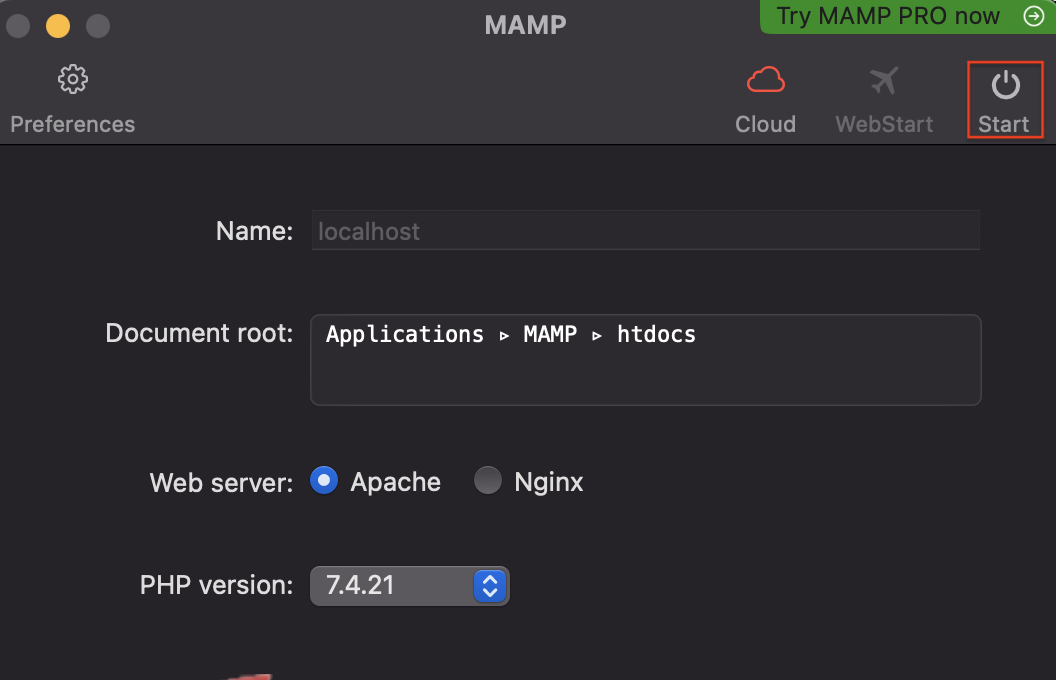 MAMP
Try MAMP PRO now
Preferences
Cloud
WebStart
Start
Name: localhost
Document root: Applications ▹ MAMP ▹ htdocs
Web server: Apache Nginx
PHP version: 7.4.21